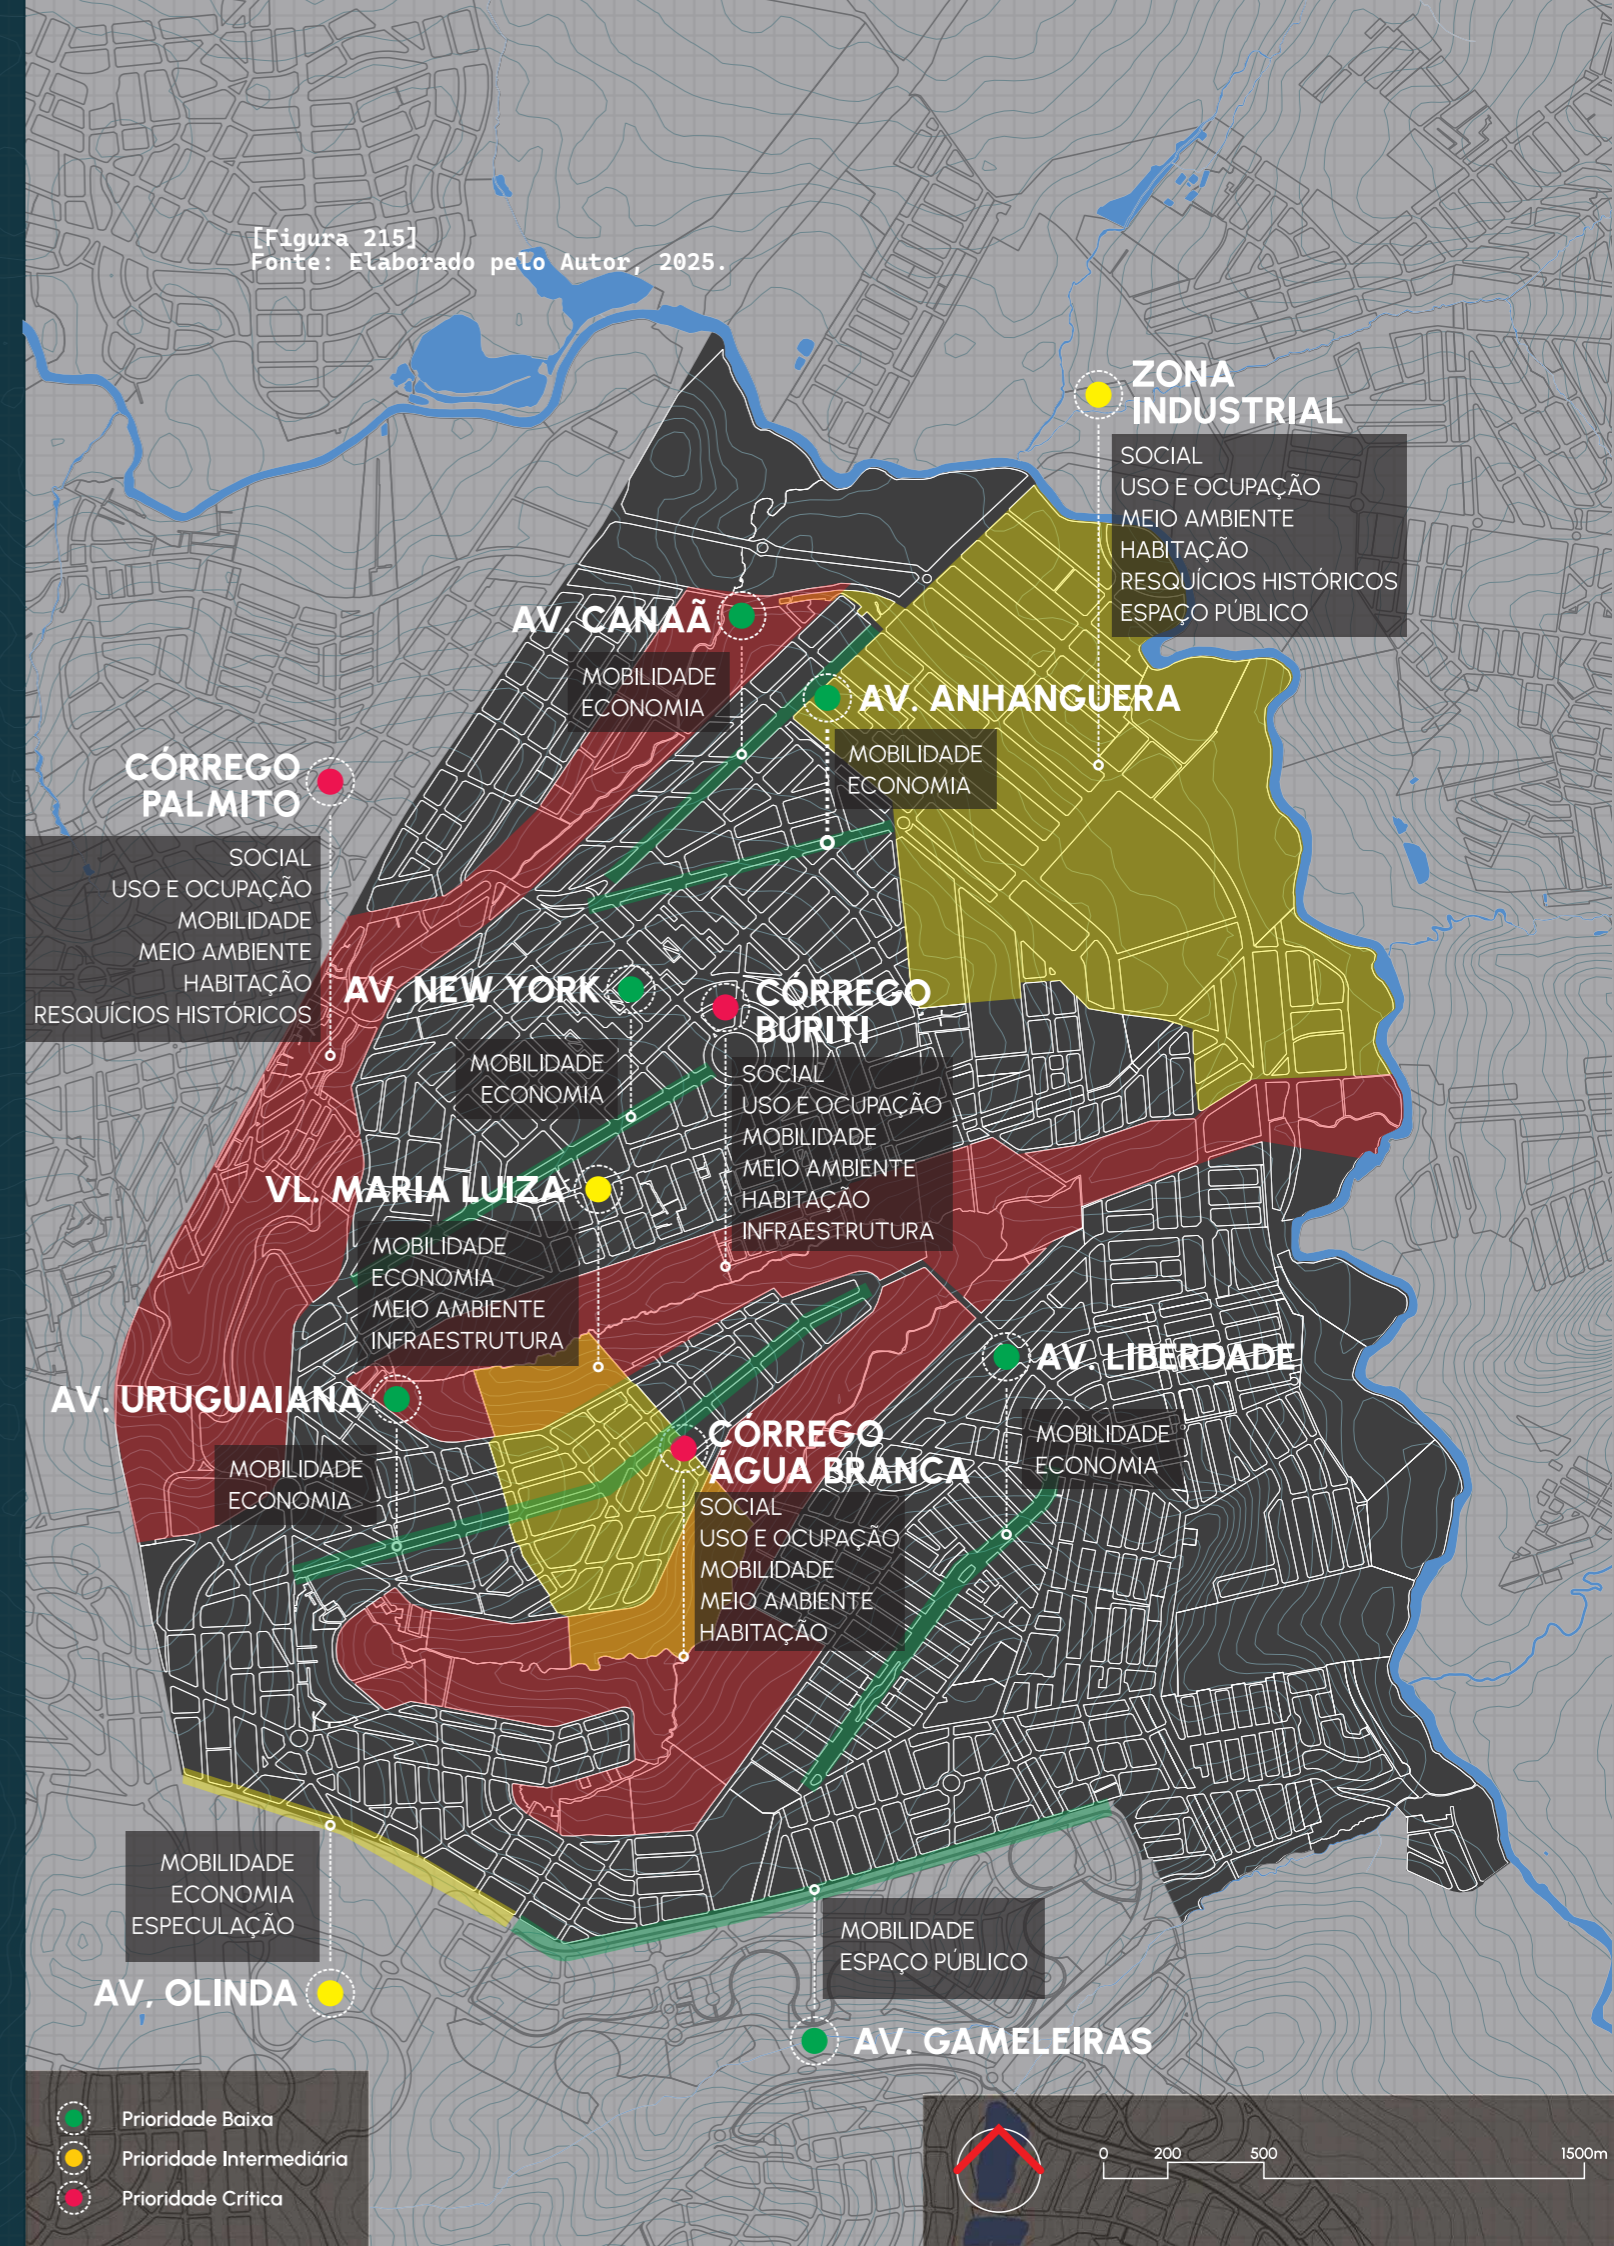 [Figura 215]
Fonte: Elaborado pelo Autor, 2025.
ZONA
INDUSTRIAL
SOCIAL
USO E OCUPAÇÃO
MEIO AMBIENTE
HABITAÇÃO
RESQUÍCIOS HISTÓRICOS
ESPAÇO PÚBLICO
AV. CANAÃ
MOBILIDADE
ECONOMIA
AV. ANHANGUERA
MOBILIDADE
ECONOMIA
CÓRREGO
PALMITO
SOCIAL
USO E OCUPAÇÃO
MOBILIDADE
MEIO AMBIENTE
HABITAÇÃO
RESQUÍCIOS HISTÓRICOS
AV. NEW YORK
MOBILIDADE
ECONOMIA
CÓRREGO
BURITI
SOCIAL
USO E OCUPAÇÃO
MOBILIDADE
MEIO AMBIENTE
HABITAÇÃO
INFRAESTRUTURA
VL. MARIA LUIZA
MOBILIDADE
ECONOMIA
MEIO AMBIENTE
INFRAESTRUTURA
AV. LIBERDADE
MOBILIDADE
ECONOMIA
AV. URUGUAIANA
MOBILIDADE
ECONOMIA
CÓRREGO
ÁGUA BRANCA
SOCIAL
USO E OCUPAÇÃO
MOBILIDADE
MEIO AMBIENTE
HABITAÇÃO
MOBILIDADE
ECONOMIA
ESPECULAÇÃO
AV, OLINDA
MOBILIDADE
ESPAÇO PÚBLICO
AV. GAMELEIRAS
Prioridade Baixa
Prioridade Intermediária
Prioridade Crítica
0 200 500 1500m